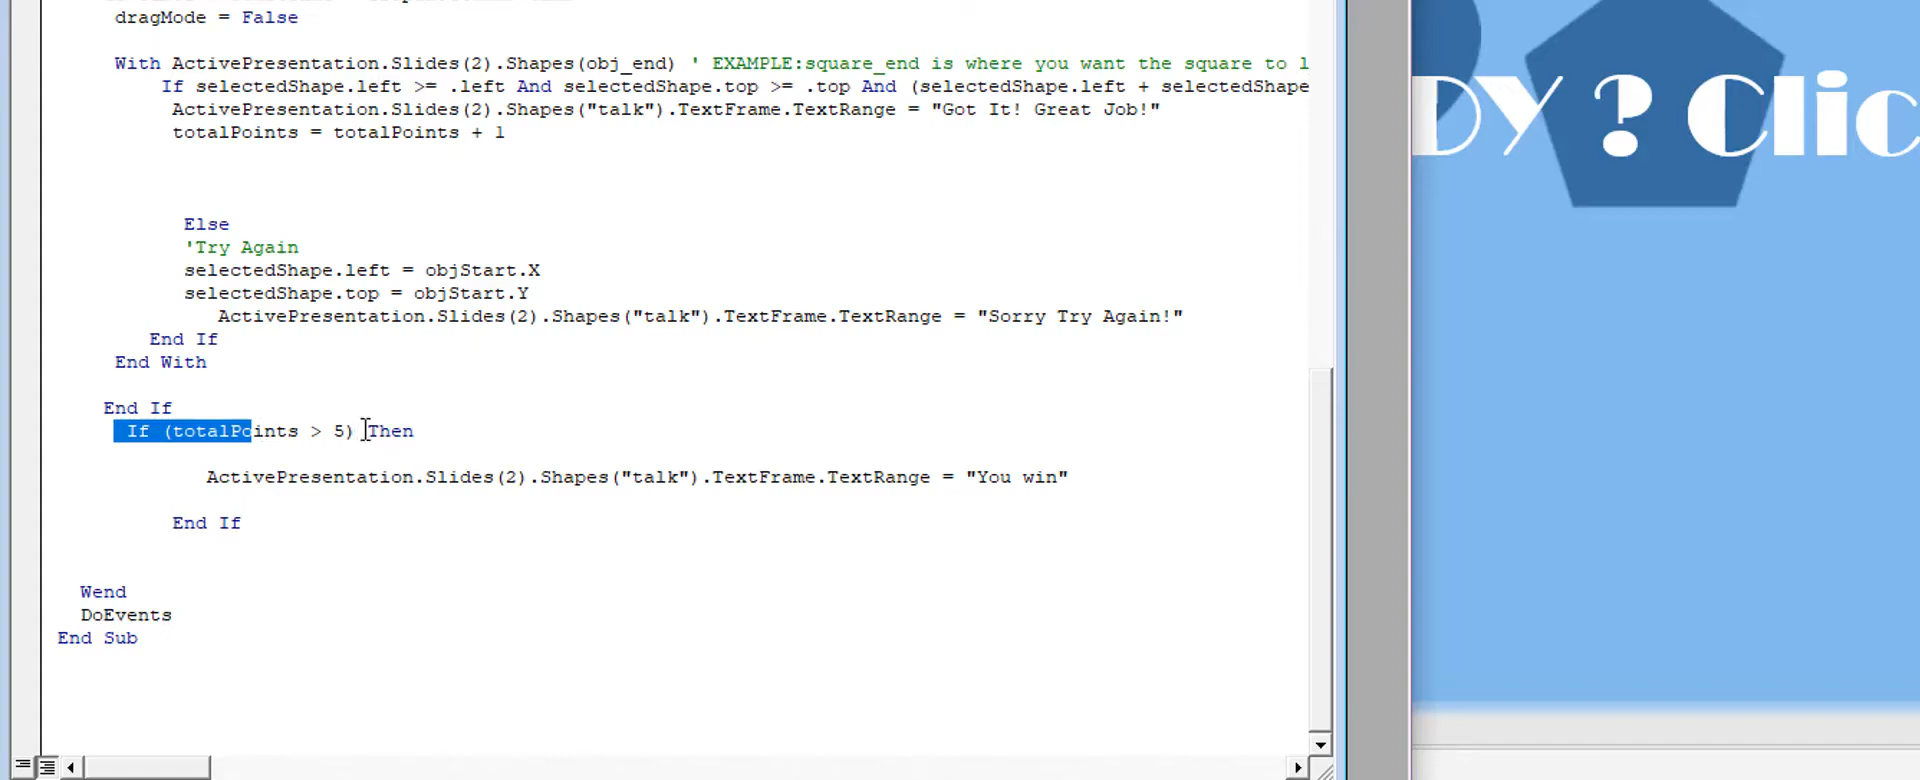 dragMode = False
With ActivePresentation.Slides(2).Shapes(obj_end) ' EXAMPLE:square_end is where you want the square to l
If selectedShape.left >= .left And selectedShape.top >= .top And (selectedShape.left + selectedShape
ActivePresentation.Slides(2).Shapes("talk").TextFrame.TextRange = "Got It! Great Job!"
totalPoints = totalPoints + 1
Else
'Try Again
selectedShape.left = objStart.X
selectedShape.top = objStart.Y
ActivePresentation.Slides(2).Shapes("talk").TextFrame.TextRange = "Sorry Try Again!"
End If
End With
End If
If (totalPoints > 5) Then
ActivePresentation.Slides(2).Shapes("talk").TextFrame.TextRange = "You win"
End If
Wend
DoEvents
End Sub
DY ? Clic